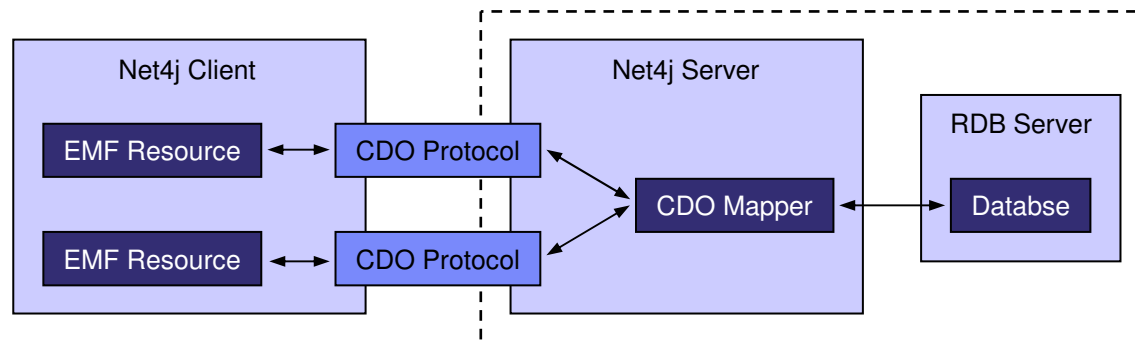 Net4j Client
Net4j Server
RDB Server
EMF Resource
CDO Protocol
CDO Mapper
Databse
EMF Resource
CDO Protocol